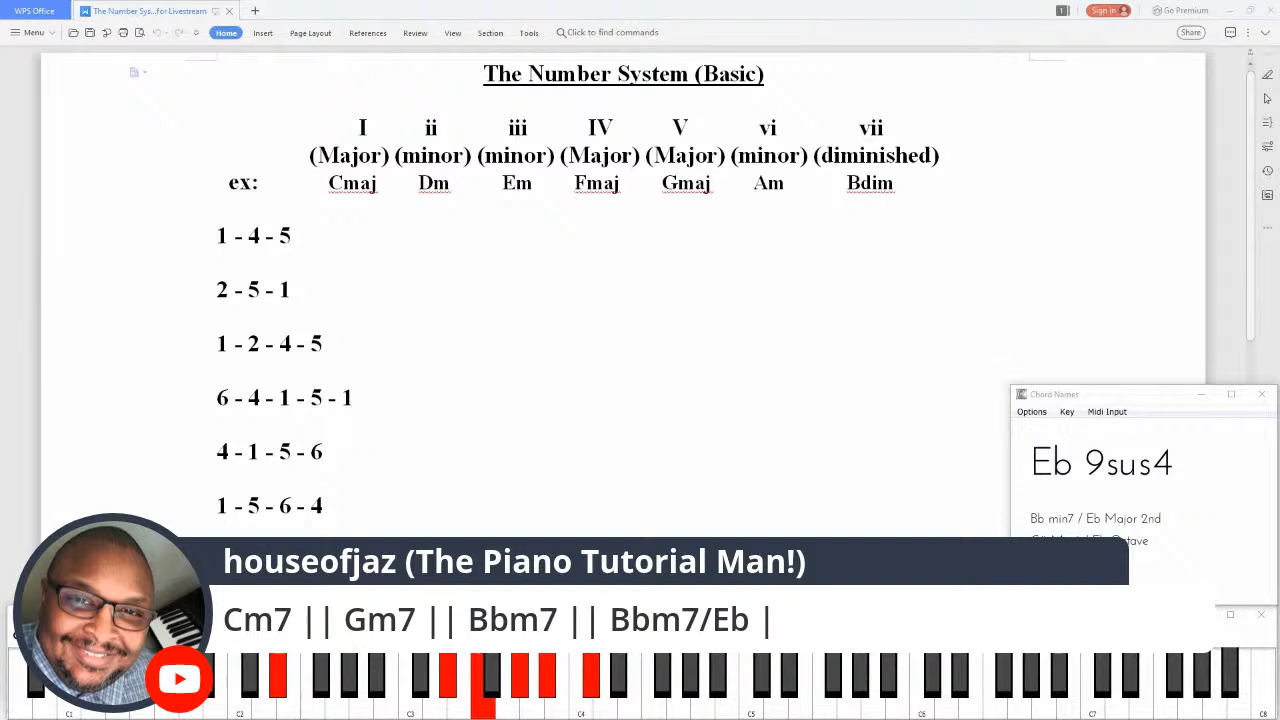 WPS Office
The Number Sys...for Livestream
+
1
Sign in
Go Premium
Menu
Home
Insert
Page Layout
References
Review
View
Section
Tools
Click to find commands
Share
The Number System (Basic)
I ii iii IV V vi vii
(Major) (minor) (minor) (Major) (Major) (minor) (diminished)
ex: Cmaj Dm Em Fmaj Gmaj Am Bdim
1 - 4 - 5
2 - 5 - 1
1 - 2 - 4 - 5
6 - 4 - 1 - 5 - 1
4 - 1 - 5 - 6
1 - 5 - 6 - 4
Chord Names
Options Key Midi Input
Eb 9sus4
Bb min7 / Eb Major 2nd
houseofjaz (The Piano Tutorial Man!)
Cm7 || Gm7 || Bbm7 || Bbm7/Eb |
C1 C2 C3 C4 C5 C6 C7 C8